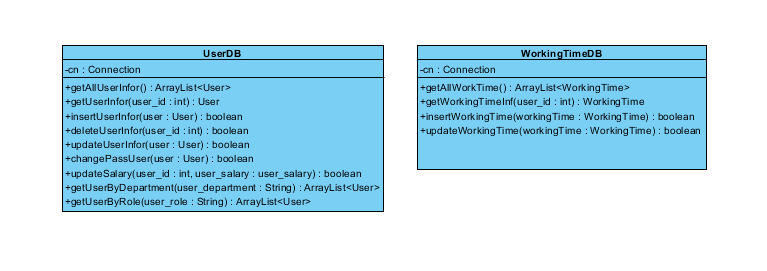 UserDB
-cn : Connection
+getAllUserInfor() : ArrayList<User>
+getUserInfor(user_id : int) : User
+insertUserInfor(user : User) : boolean
+deleteUserInfor(user_id : int) : boolean
+updateUserInfor(user : User) : boolean
+changePassUser(user : User) : boolean
+updateSalary(user_id : int, user_salary : user_salary) : boolean
+getUserByDepartment(user_department : String) : ArrayList<User>
+getUserByRole(user_role : String) : ArrayList<User>
WorkingTimeDB
-cn : Connection
+getAllWorkTime() : ArrayList<WorkingTime>
+getWorkingTimeInf(user_id : int) : WorkingTime
+insertWorkingTime(workingTime : WorkingTime) : boolean
+updateWorkingTime(workingTime : WorkingTime) : boolean